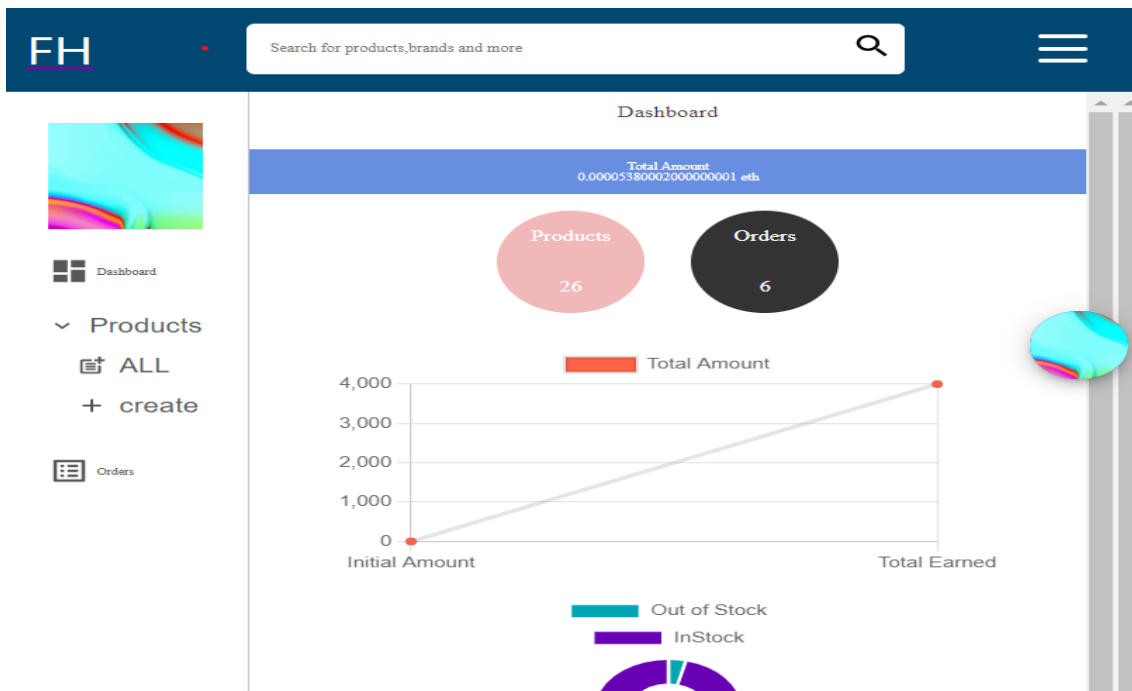 FH
Search for products,brands and more
Dashboard
Products
ALL
create
Orders
Dashboard
Total Amount
0.00005380002000000001 eth
Products
26
Orders
6
Total Amount
4,000
3,000
2,000
1,000
0
Initial Amount
Total Earned
Out of Stock
InStock